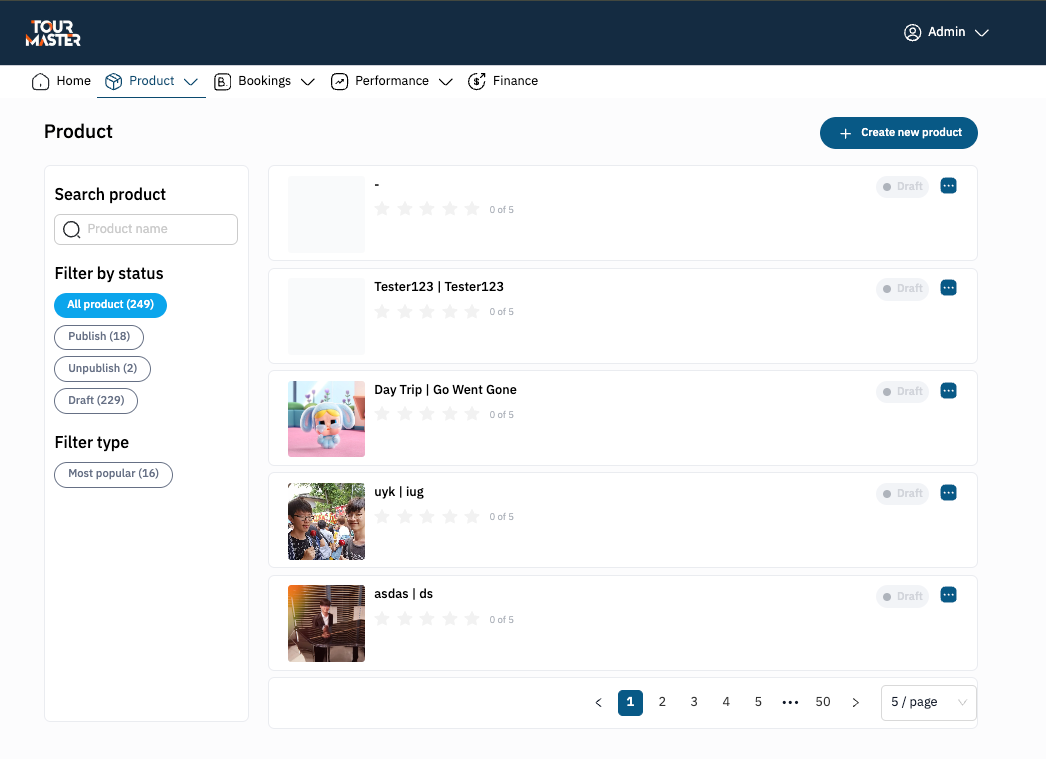 TOUR
MASTER
Admin
Home
Product
Bookings
Performance
Finance
Product
Create new product
Search product
Product name
Filter by status
All product (249)
Publish (18)
Unpublish (2)
Draft (229)
Filter type
Most popular (16)
-
0 of 5
Draft
Tester123 | Tester123
0 of 5
Draft
Day Trip | Go Went Gone
0 of 5
Draft
uyk | iug
0 of 5
Draft
asdas | ds
0 of 5
Draft
< 1 2 3 4 5 ••• 50 >
5 / page